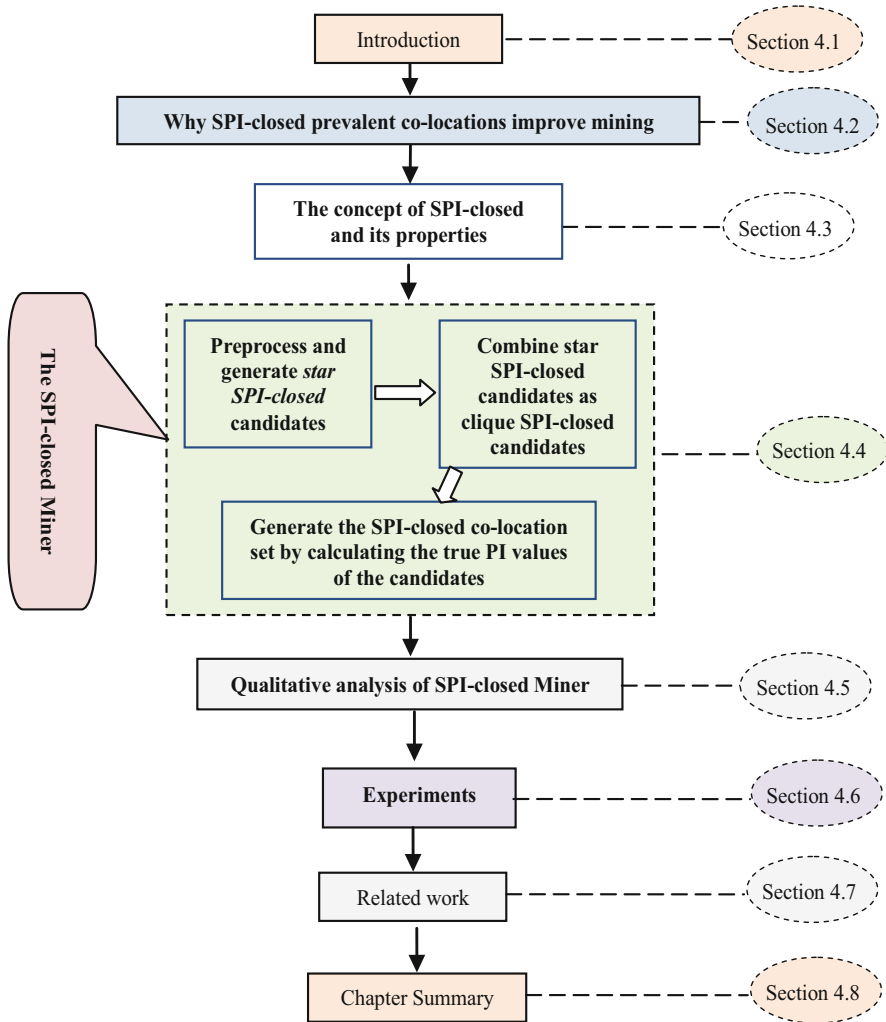 Introduction
Section 4.1
Why SPI-closed prevalent co-locations improve mining
Section 4.2
The concept of SPI-closed
and its properties
Section 4.3
The SPI-closed Miner
Preprocess and
generate star
SPI-closed
candidates
Combine star
SPI-closed
candidates as
clique SPI-closed
candidates
Generate the SPI-closed co-location
set by calculating the true PI values
of the candidates
Section 4.4
Qualitative analysis of SPI-closed Miner
Section 4.5
Experiments
Section 4.6
Related work
Section 4.7
Chapter Summary
Section 4.8